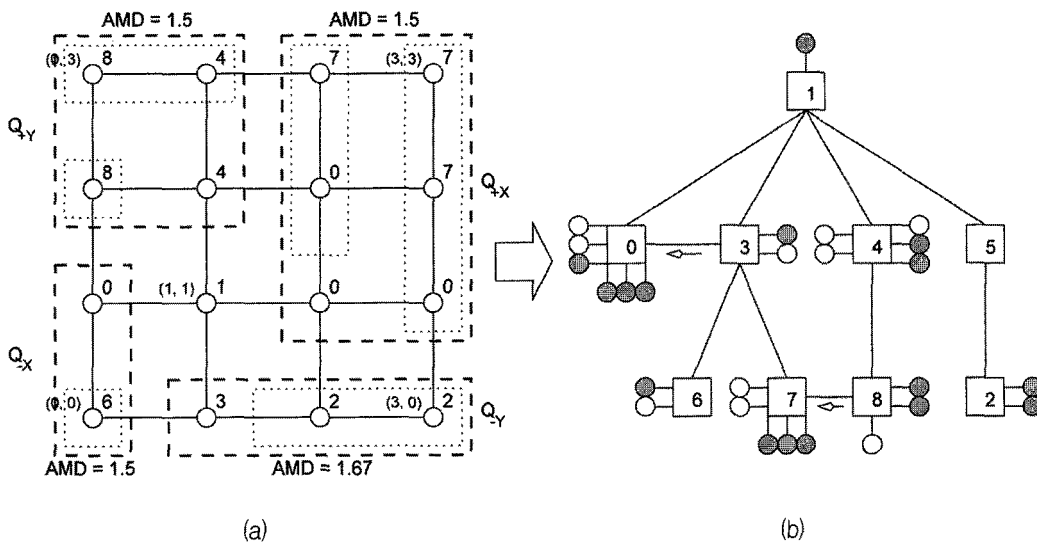 AMD = 1.5 AMD = 1.5
(0, 3) 8 4 7 (3, 3) 7
Q+Y
8 4 0 7
Q+X
0 (1, 1) 1 0 0
Q-X
(0, 0) 6 3 2 (3, 0) 2
Q-Y
AMD = 1.5 AMD = 1.67
(a)
1
0 3 4 5
6 7 8 2
(b)